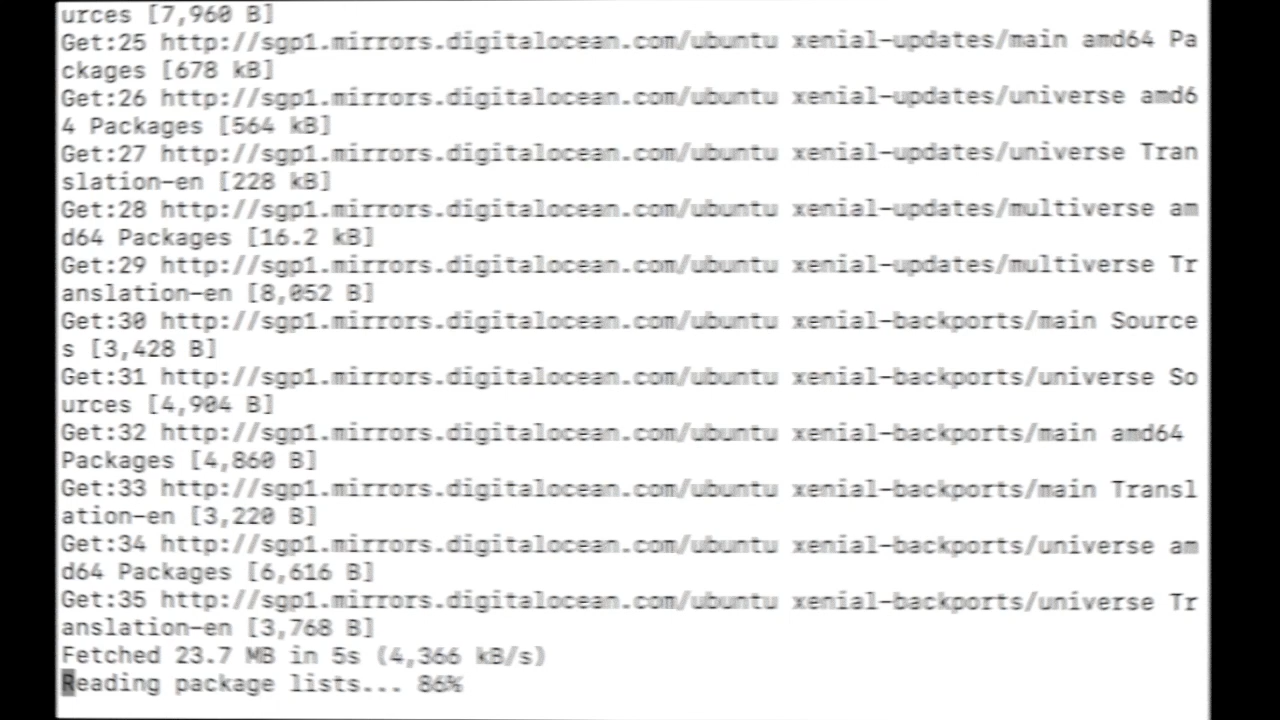 urces [7,960 B]
Get:25 http://sgp1.mirrors.digitalocean.com/ubuntu xenial-updates/main amd64 Pa
ckages [678 kB]
Get:26 http://sgp1.mirrors.digitalocean.com/ubuntu xenial-updates/universe amd6
4 Packages [564 kB]
Get:27 http://sgp1.mirrors.digitalocean.com/ubuntu xenial-updates/universe Tran
slation-en [228 kB]
Get:28 http://sgp1.mirrors.digitalocean.com/ubuntu xenial-updates/multiverse am
d64 Packages [16.2 kB]
Get:29 http://sgp1.mirrors.digitalocean.com/ubuntu xenial-updates/multiverse Tr
anslation-en [8,052 B]
Get:30 http://sgp1.mirrors.digitalocean.com/ubuntu xenial-backports/main Source
s [3,428 B]
Get:31 http://sgp1.mirrors.digitalocean.com/ubuntu xenial-backports/universe So
urces [4,904 B]
Get:32 http://sgp1.mirrors.digitalocean.com/ubuntu xenial-backports/main amd64
Packages [4,860 B]
Get:33 http://sgp1.mirrors.digitalocean.com/ubuntu xenial-backports/main Transl
ation-en [3,220 B]
Get:34 http://sgp1.mirrors.digitalocean.com/ubuntu xenial-backports/universe am
d64 Packages [6,616 B]
Get:35 http://sgp1.mirrors.digitalocean.com/ubuntu xenial-backports/universe Tr
anslation-en [3,768 B]
Fetched 23.7 MB in 5s (4,366 kB/s)
Reading package lists... 86%